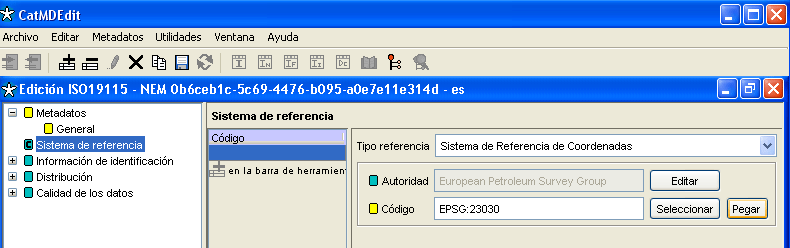 CatMDEdit
Archivo Editar Metadatos Utilidades Ventana Ayuda
Edición ISO19115 - NEM 0b6ceb1c-5c69-4476-b095-a0e7e11e314d - es
Metadatos
General
Sistema de referencia
Información de identificación
Distribución
Calidad de los datos
Sistema de referencia
Código
en la barra de herramien
Tipo referencia Sistema de Referencia de Coordenadas
Autoridad European Petroleum Survey Group Editar
Código EPSG:23030 Seleccionar Pegar